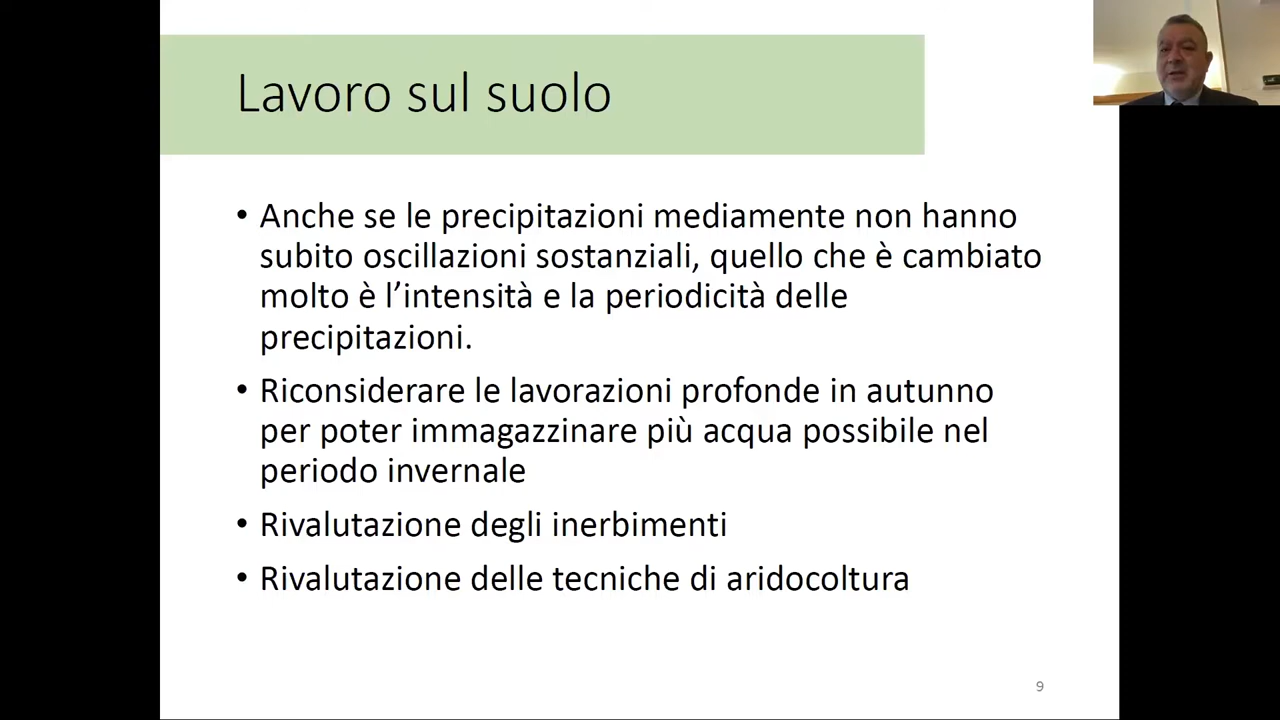 Lavoro sul suolo
• Anche se le precipitazioni mediamente non hanno
subito oscillazioni sostanziali, quello che è cambiato
molto è l’intensità e la periodicità delle
precipitazioni.
• Riconsiderare le lavorazioni profonde in autunno
per poter immagazzinare più acqua possibile nel
periodo invernale
• Rivalutazione degli inerbimenti
• Rivalutazione delle tecniche di aridocoltura
9